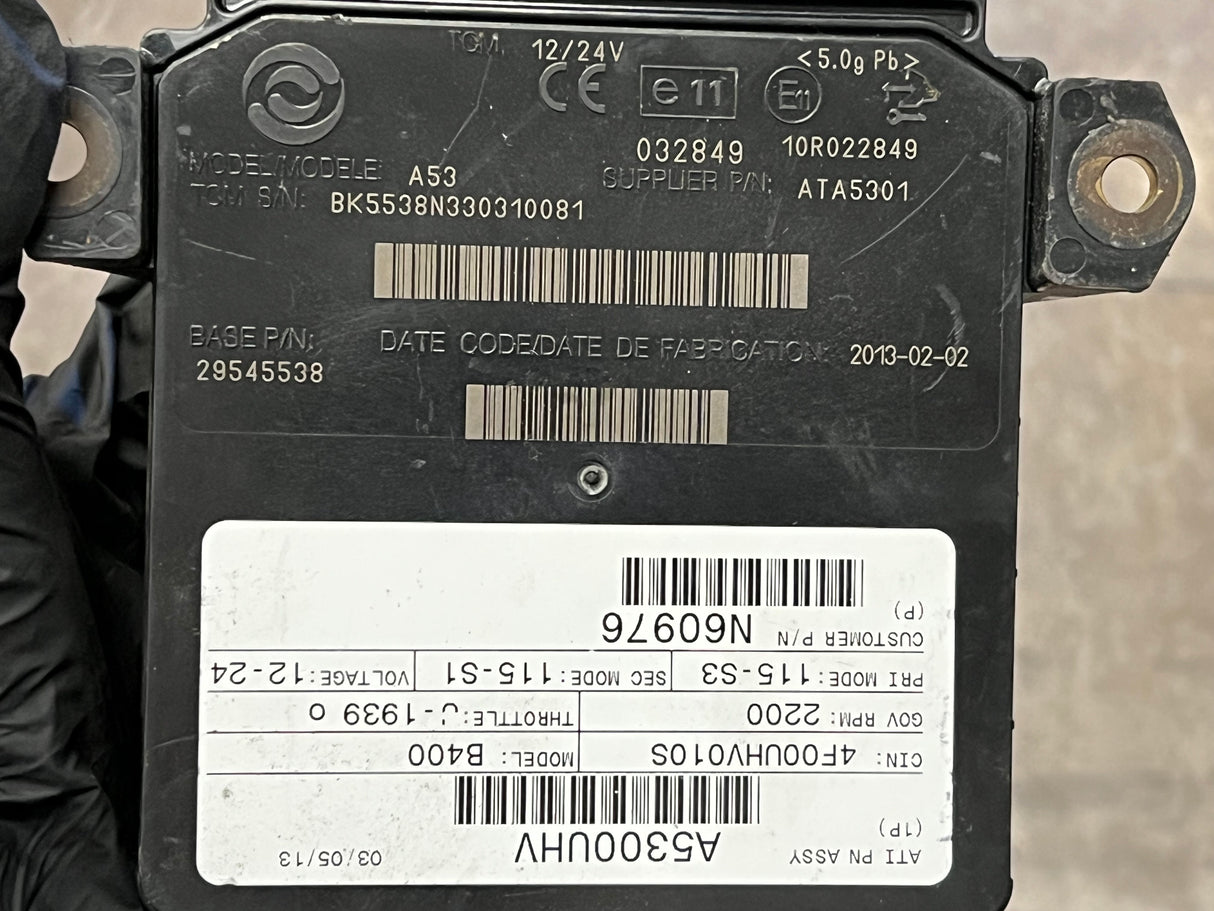 TCM. 12/24V <5.0g Pb>
CE e11 E11
032849 10R022849
MODEL/MODELE: A53 SUPPLIER P/N: ATA5301
TCM S/N: BK5538N330310081
BASE P/N: DATE CODE/DATE DE FABRICATION: 2013-02-02
29545538
ATI PN ASSY A5300UHV 03/05/13
(1P)
CIN: 4F00UHV010S MODEL: B400
GOV RPM: 2200 THROTTLE: J-1939 0
PRI MODE: 115-S3 SEC MODE: 115-S1 VOLTAGE: 12-24
CUSTOMER P/N N60976
(P)